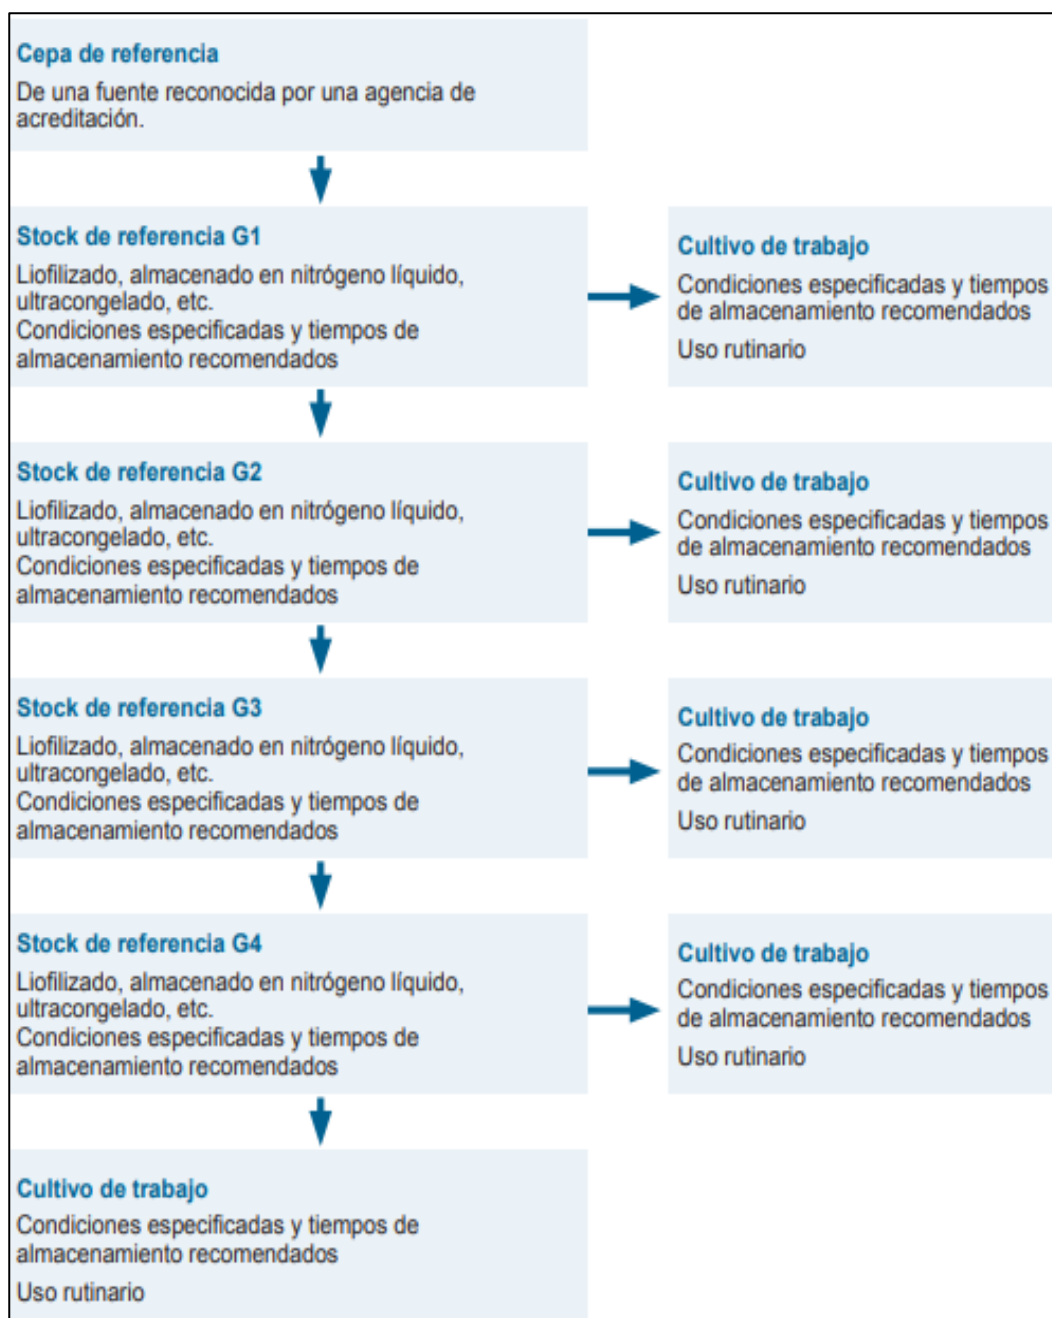 Cepa de referencia
De una fuente reconocida por una agencia de
acreditación.
Stock de referencia G1
Liofilizado, almacenado en nitrógeno líquido,
ultracongelado, etc.
Condiciones especificadas y tiempos de
almacenamiento recomendados
Cultivo de trabajo
Condiciones especificadas y tiempos
de almacenamiento recomendados
Uso rutinario
Stock de referencia G2
Liofilizado, almacenado en nitrógeno líquido,
ultracongelado, etc.
Condiciones especificadas y tiempos de
almacenamiento recomendados
Cultivo de trabajo
Condiciones especificadas y tiempos
de almacenamiento recomendados
Uso rutinario
Stock de referencia G3
Liofilizado, almacenado en nitrógeno líquido,
ultracongelado, etc.
Condiciones especificadas y tiempos de
almacenamiento recomendados
Cultivo de trabajo
Condiciones especificadas y tiempos
de almacenamiento recomendados
Uso rutinario
Stock de referencia G4
Liofilizado, almacenado en nitrógeno líquido,
ultracongelado, etc.
Condiciones especificadas y tiempos de
almacenamiento recomendados
Cultivo de trabajo
Condiciones especificadas y tiempos
de almacenamiento recomendados
Uso rutinario
Cultivo de trabajo
Condiciones especificadas y tiempos de
almacenamiento recomendados
Uso rutinario